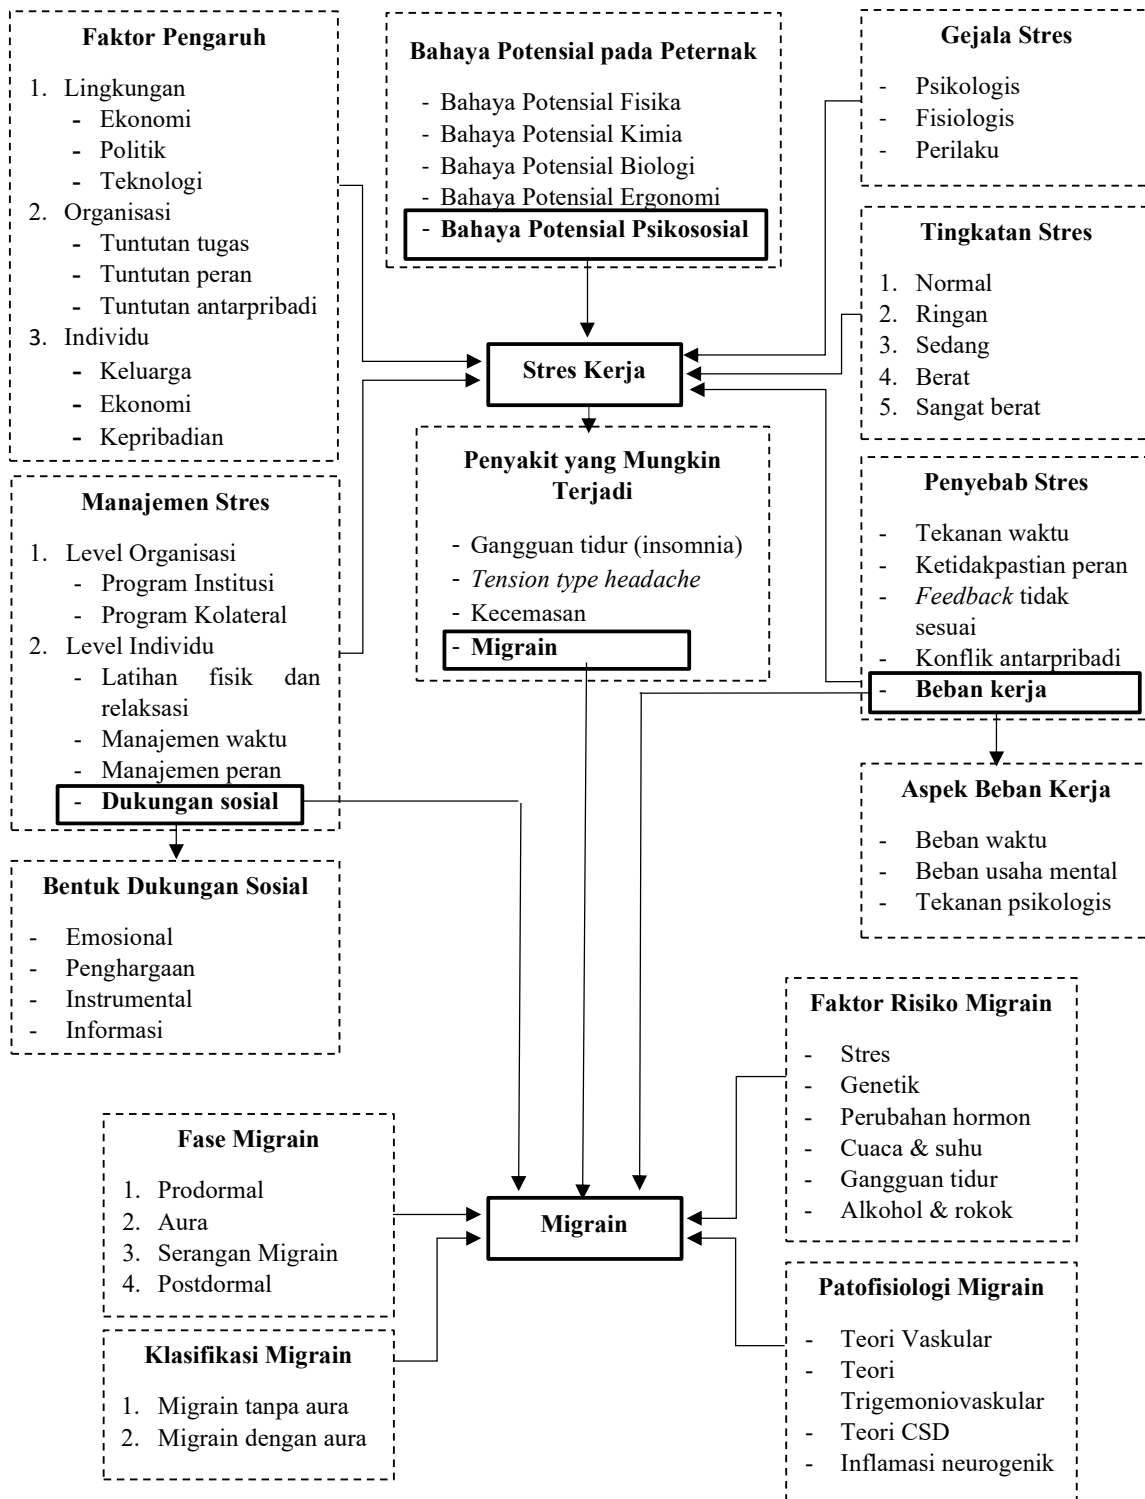 Faktor Pengaruh
1. Lingkungan
- Ekonomi
- Politik
- Teknologi
2. Organisasi
- Tuntutan tugas
- Tuntutan peran
- Tuntutan antarpribadi
3. Individu
- Keluarga
- Ekonomi
- Kepribadian
Bahaya Potensial pada Peternak
- Bahaya Potensial Fisika
- Bahaya Potensial Kimia
- Bahaya Potensial Biologi
- Bahaya Potensial Ergonomi
- Bahaya Potensial Psikososial
Gejala Stres
- Psikologis
- Fisiologis
- Perilaku
Tingkatan Stres
1. Normal
2. Ringan
3. Sedang
4. Berat
5. Sangat berat
Stres Kerja
Manajemen Stres
1. Level Organisasi
- Program Institusi
- Program Kolateral
2. Level Individu
- Latihan fisik dan
relaksasi
- Manajemen waktu
- Manajemen peran
- Dukungan sosial
Penyakit yang Mungkin
Terjadi
- Gangguan tidur (insomnia)
- Tension type headache
- Kecemasan
- Migrain
Penyebab Stres
- Tekanan waktu
- Ketidakpastian peran
- Feedback tidak
sesuai
- Konflik antarpribadi
- Beban kerja
Aspek Beban Kerja
- Beban waktu
- Beban usaha mental
- Tekanan psikologis
Bentuk Dukungan Sosial
- Emosional
- Penghargaan
- Instrumental
- Informasi
Faktor Risiko Migrain
- Stres
- Genetik
- Perubahan hormon
- Cuaca & suhu
- Gangguan tidur
- Alkohol & rokok
Fase Migrain
1. Prodormal
2. Aura
3. Serangan Migrain
4. Postdormal
Migrain
Klasifikasi Migrain
1. Migrain tanpa aura
2. Migrain dengan aura
Patofisiologi Migrain
- Teori Vaskular
- Teori
Trigemoniovaskular
- Teori CSD
- Inflamasi neurogenik